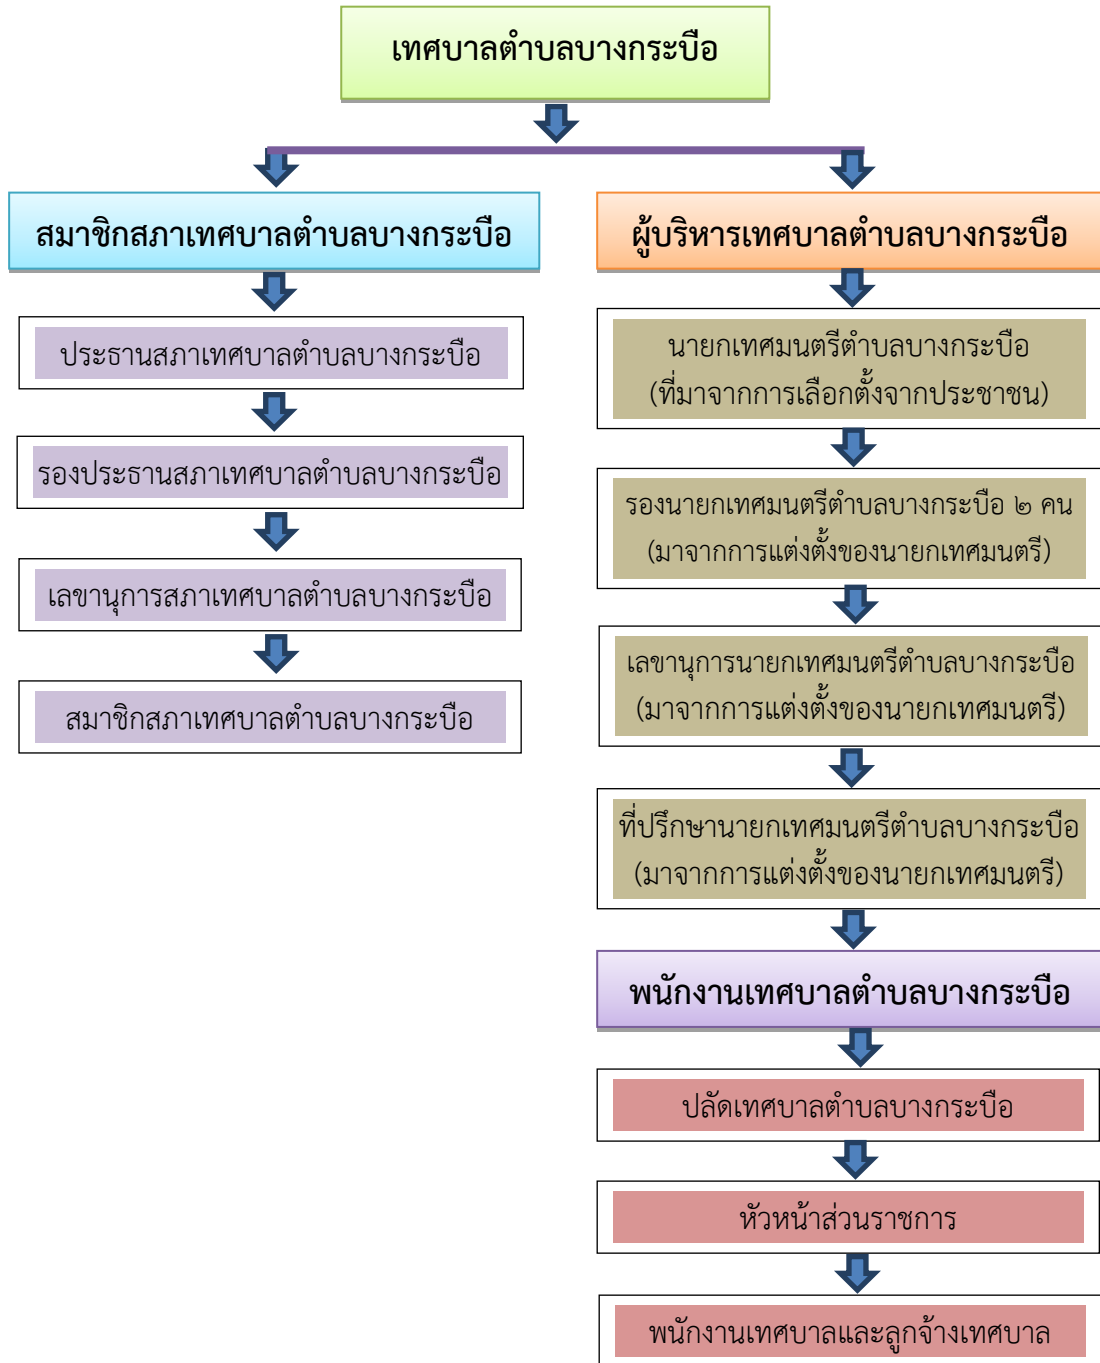 เทศบาลตำบลบางกระบือ
สมาชิกสภาเทศบาลตำบลบางกระบือ
ประธานสภาเทศบาลตำบลบางกระบือ
รองประธานสภาเทศบาลตำบลบางกระบือ
เลขานุการสภาเทศบาลตำบลบางกระบือ
สมาชิกสภาเทศบาลตำบลบางกระบือ
ผู้บริหารเทศบาลตำบลบางกระบือ
นายกเทศมนตรีตำบลบางกระบือ
(ที่มาจากการเลือกตั้งจากประชาชน)
รองนายกเทศมนตรีตำบลบางกระบือ ๒ คน
(มาจากการแต่งตั้งของนายกเทศมนตรี)
เลขานุการนายกเทศมนตรีตำบลบางกระบือ
(มาจากการแต่งตั้งของนายกเทศมนตรี)
ที่ปรึกษานายกเทศมนตรีตำบลบางกระบือ
(มาจากการแต่งตั้งของนายกเทศมนตรี)
พนักงานเทศบาลตำบลบางกระบือ
ปลัดเทศบาลตำบลบางกระบือ
หัวหน้าส่วนราชการ
พนักงานเทศบาลและลูกจ้างเทศบาล